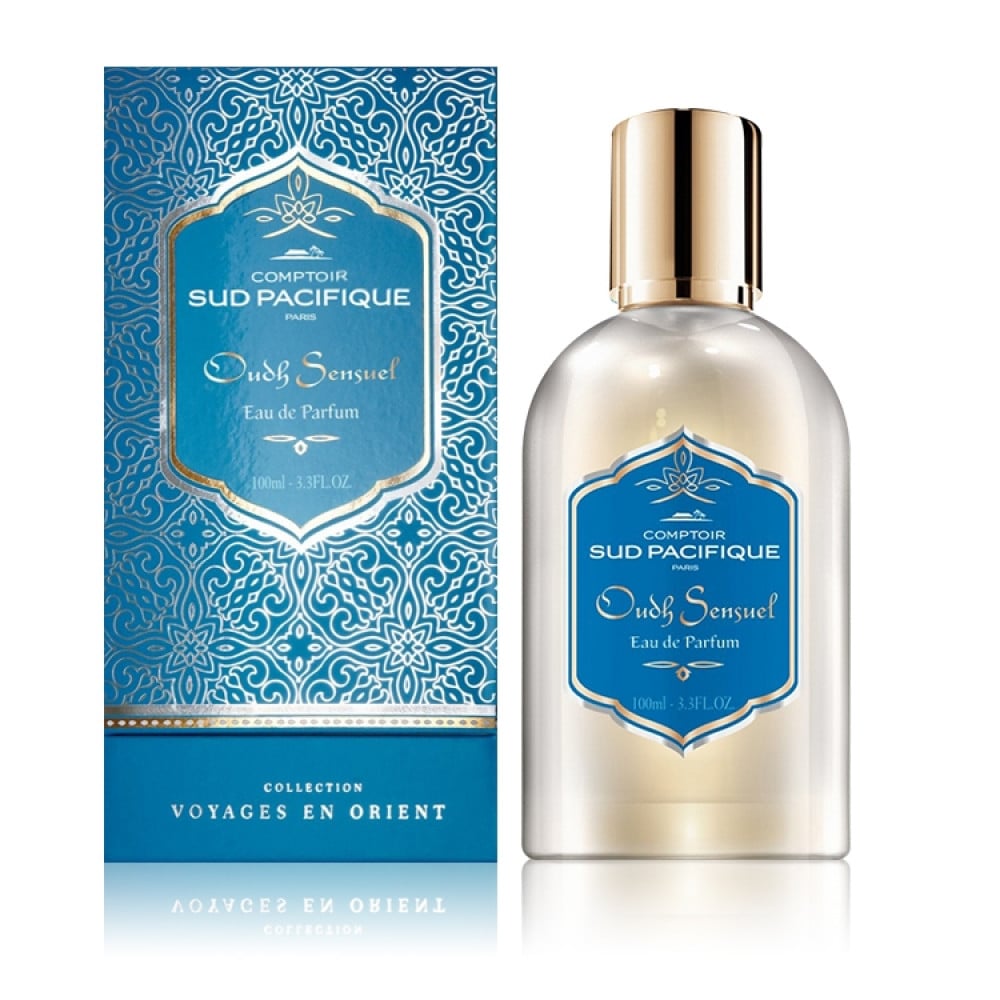 COMPTOIR
SUD PACIFIQUE
PARIS
Oudh Sensuel
Eau de Parfum
100ml - 3.3FL.OZ.
COLLECTION
VOYAGES EN ORIENT
COMPTOIR
SUD PACIFIQUE
PARIS
Oudh Sensuel
Eau de Parfum
100ml - 3.3FL.OZ.